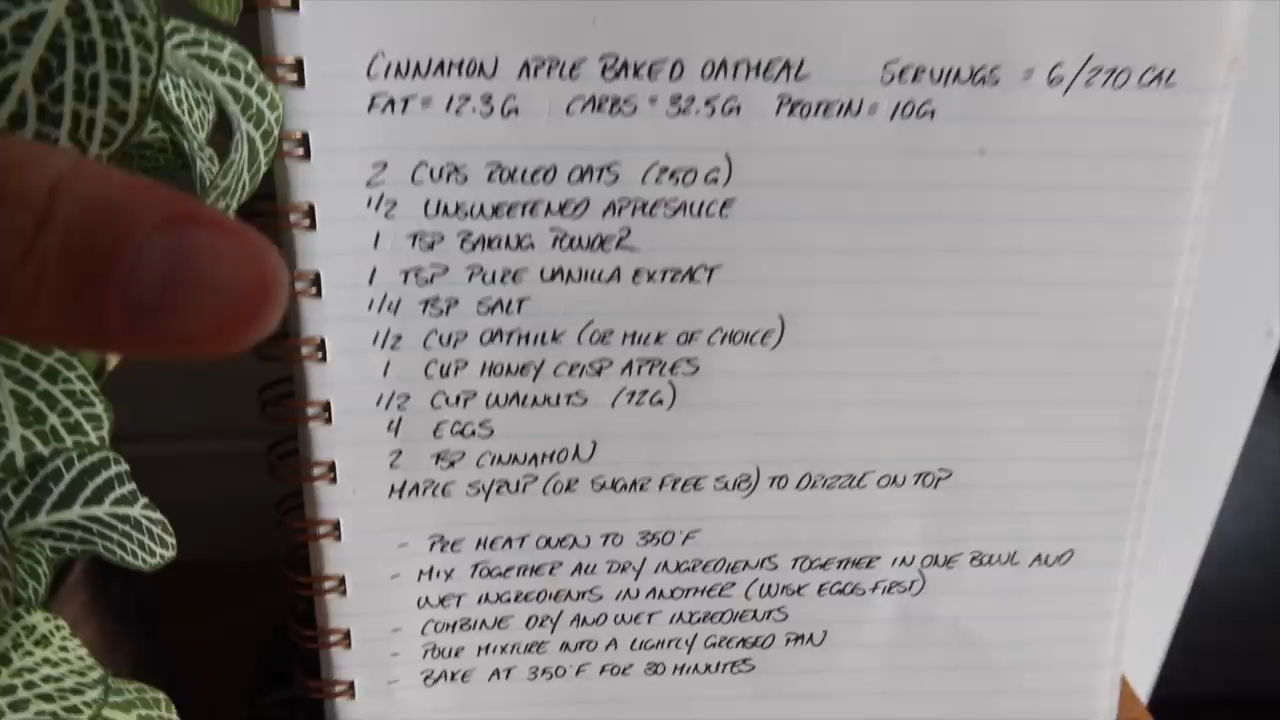 CINNAMON APPLE BAKED OATMEAL SERVINGS = 6/270 CAL
FAT = 12.3G CARBS = 32.5G PROTEIN = 10G
2 CUPS ROLLED OATS (250G)
1/2 UNSWEETENED APPLESAUCE
1 TSP BAKING POWDER
1 TSP PURE VANILLA EXTRACT
1/4 TSP SALT
1/2 CUP OATMILK (OR MILK OF CHOICE)
1 CUP HONEY CRISP APPLES
1/2 CUP WALNUTS (72G)
4 EGGS
2 TSP CINNAMON
MAPLE SYRUP (OR SUGAR FREE SUB) TO DRIZZLE ON TOP
- PRE HEAT OVEN TO 350°F
- MIX TOGETHER ALL DRY INGREDIENTS TOGETHER IN ONE BOWL AND
WET INGREDIENTS IN ANOTHER (WISK EGGS FIRST)
- COMBINE DRY AND WET INGREDIENTS
- POUR MIXTURE INTO A LIGHTLY GREASED PAN
- BAKE AT 350°F FOR 30 MINUTES